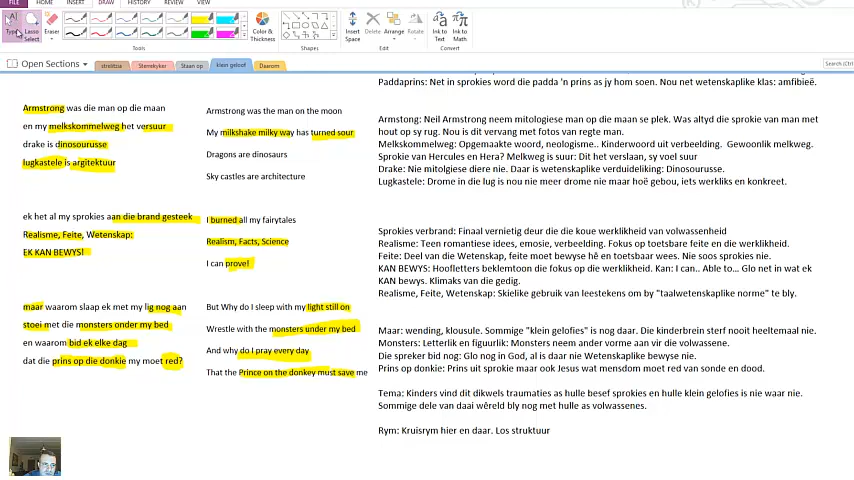 FILE HOME INSERT DRAW HISTORY REVIEW VIEW
Type Lasso Select Eraser Color & Thickness Insert Space Delete Arrange Rotate Ink to Text Ink to Math
Tools Shapes Edit Convert
Open Sections Sterrekyker Staan op klein geloof Daarom
Paddaprins: Net in sprokies word die padda 'n prins as jy hom soen. Nou net wetenskaplike klas: amfibieë.
Armstrong was die man op die maan
en my melkskommelweg het versuur
drake is dinosourusse
lugkastele is argitektuur
Armstrong was the man on the moon
My milkshake milky way has turned sour
Dragons are dinosaurs
Sky castles are architecture
Armstong: Neil Armstrong neem mitologiese man op die maan se plek. Was altyd die sprokie van man met
hout op sy rug. Nou is dit vervang met fotos van regte man.
Melkskommelweg: Opgemaakte woord, neologisme.. Kinderwoord uit verbeelding. Gewoonlik melkweg.
Sprokie van Hercules en Hera? Melkweg is suur: Dit het verslaan, sy voel suur
Drake: Nie mitolgiese diere nie. Daar is wetenskaplike verduideliking: Dinosourusse.
Lugkastele: Drome in die lug is nou nie meer drome nie maar hoë gebou, iets werkliks en konkreet.
ek het al my sprokies aan die brand gesteek
Realisme, Feite, Wetenskap:
EK KAN BEWYS!
I burned all my fairytales
Realism, Facts, Science
I can prove!
Sprokies verbrand: Finaal vernietig deur die die koue werklikheid van volwassenheid
Realisme: Teen romantiese idees, emosie, verbeelding. Fokus op toetsbare feite en die werklikheid.
Feite: Deel van die Wetenskap, feite moet bewyse hê en toetsbaar wees. Nie soos sprokies nie.
KAN BEWYS: Hoofletters beklemtoon die fokus op die werklikheid. Kan: I can.. Able to... Glo net in wat ek
KAN bewys. Klimaks van die gedig.
Realisme, Feite, Wetenskap: Skielike gebruik van leestekens om by "taalwetenskaplike norme" te bly.
maar waarom slaap ek met my lig nog aan
stoei met die monsters onder my bed
en waarom bid ek elke dag
dat die prins op die donkie my moet red?
But Why do I sleep with my light still on
Wrestle with the monsters under my bed
And why do I pray every day
That the Prince on the donkey must save me
Maar: wending, klousule. Sommige "klein gelofies" is nog daar. Die kinderbrein sterf nooit heeltemaal nie.
Monsters: Letterlik en figuurlik: Monsters neem ander vorme aan vir die volwassene.
Die spreker bid nog: Glo nog in God, al is daar nie Wetenskaplike bewyse nie.
Prins op donkie: Prins uit sprokie maar ook Jesus wat mensdom moet red van sonde en dood.
Tema: Kinders vind dit dikwels traumaties as hulle besef sprokies en hulle klein gelofies is nie waar nie.
Sommige dele van daai wêreld bly nog met hulle as volwassenes.
Rym: Kruisrym hier en daar. Los struktuur